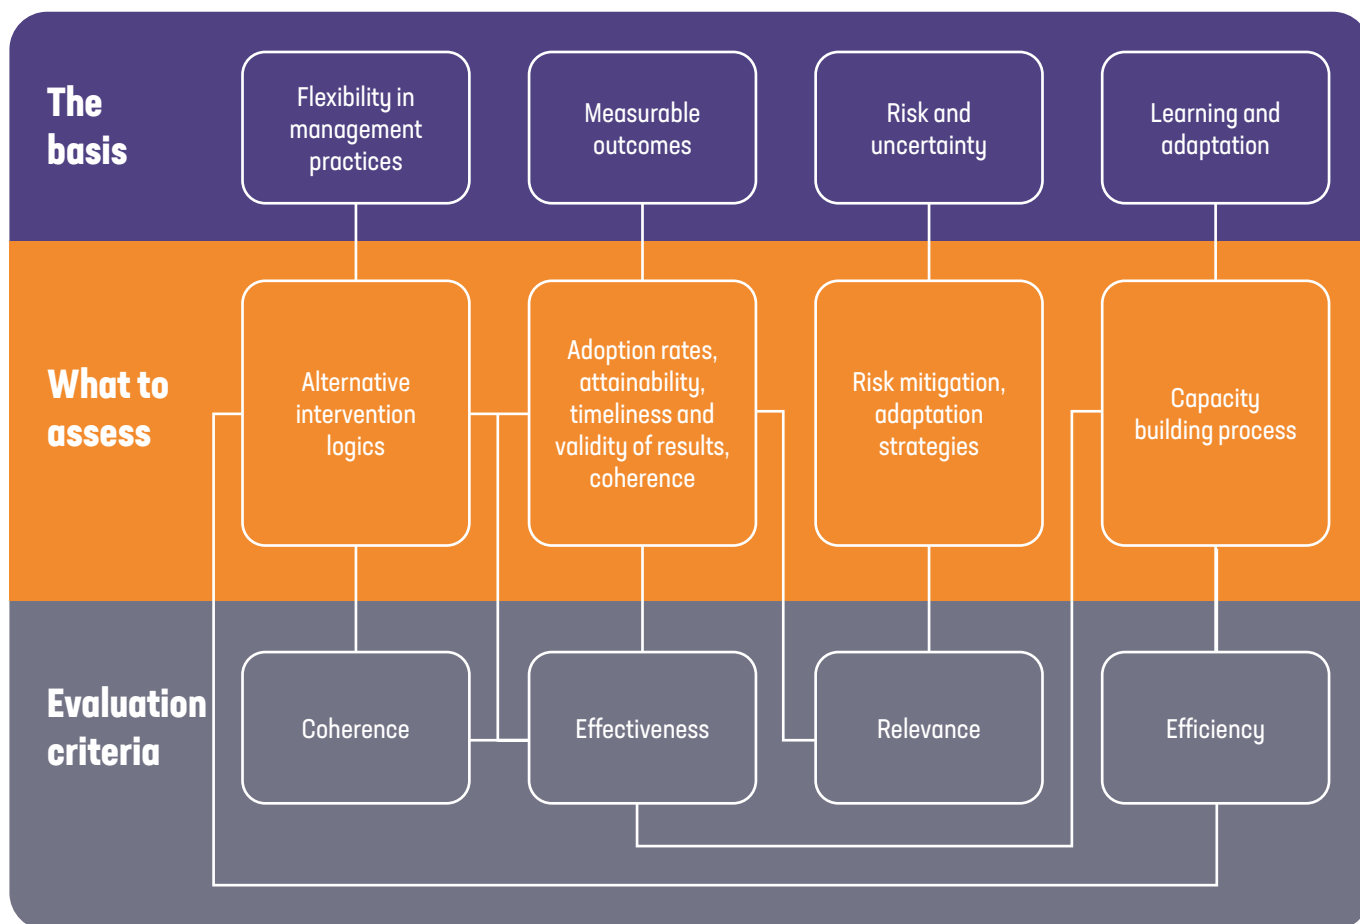 The
basis
Flexibility in
management
practices
Measurable
outcomes
Risk and
uncertainty
Learning and
adaptation
What to
assess
Alternative
intervention
logics
Adoption rates,
attainability,
timeliness and
validity of results,
coherence
Risk mitigation,
adaptation
strategies
Capacity
building process
Evaluation
criteria
Coherence
Effectiveness
Relevance
Efficiency